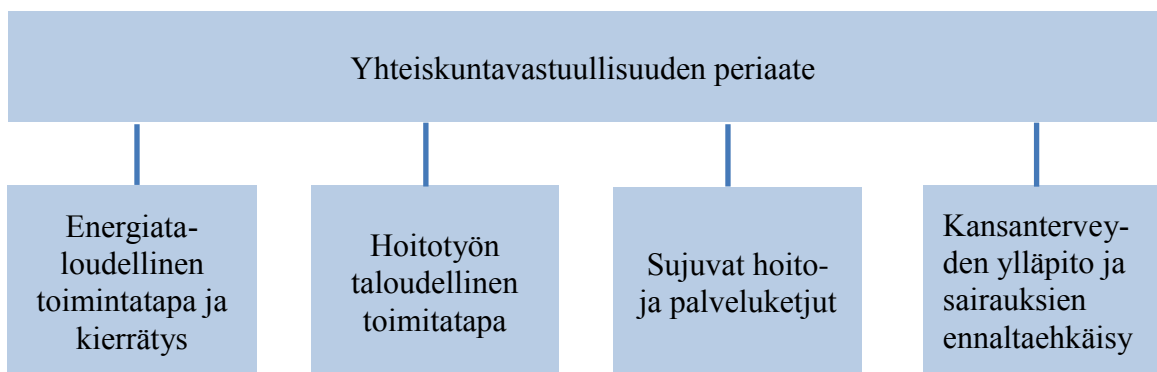 Yhteiskuntavastuullisuuden periaate
Energiata-
loudellinen
toimintatapa ja
kierrätys
Hoitotyön
taloudellinen
toimitatapa
Sujuvat hoito-
ja palveluketjut
Kansantervey-
den ylläpito ja
sairauksien
ennaltaehkäisy